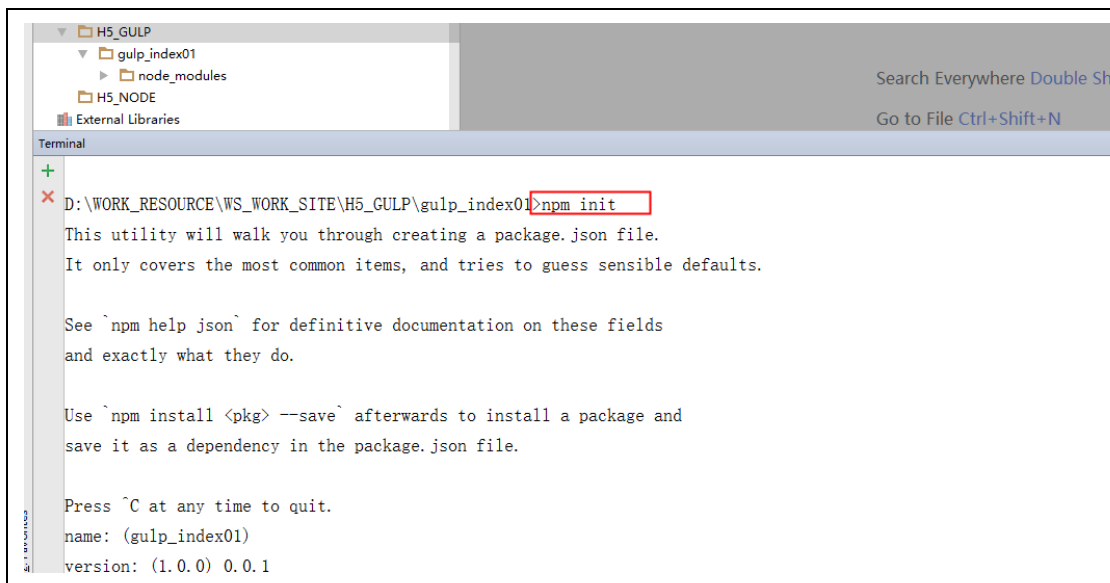 H5_GULP
gulp_index01
node_modules
H5_NODE
External Libraries
Search Everywhere Double Sh
Go to File Ctrl+Shift+N
Terminal
D:\WORK_RESOURCE\WS_WORK_SITE\H5_GULP\gulp_index01>npm init
This utility will walk you through creating a package.json file.
It only covers the most common items, and tries to guess sensible defaults.
See `npm help json` for definitive documentation on these fields
and exactly what they do.
Use `npm install <pkg> --save` afterwards to install a package and
save it as a dependency in the package.json file.
Press ^C at any time to quit.
name: (gulp_index01)
version: (1.0.0) 0.0.1